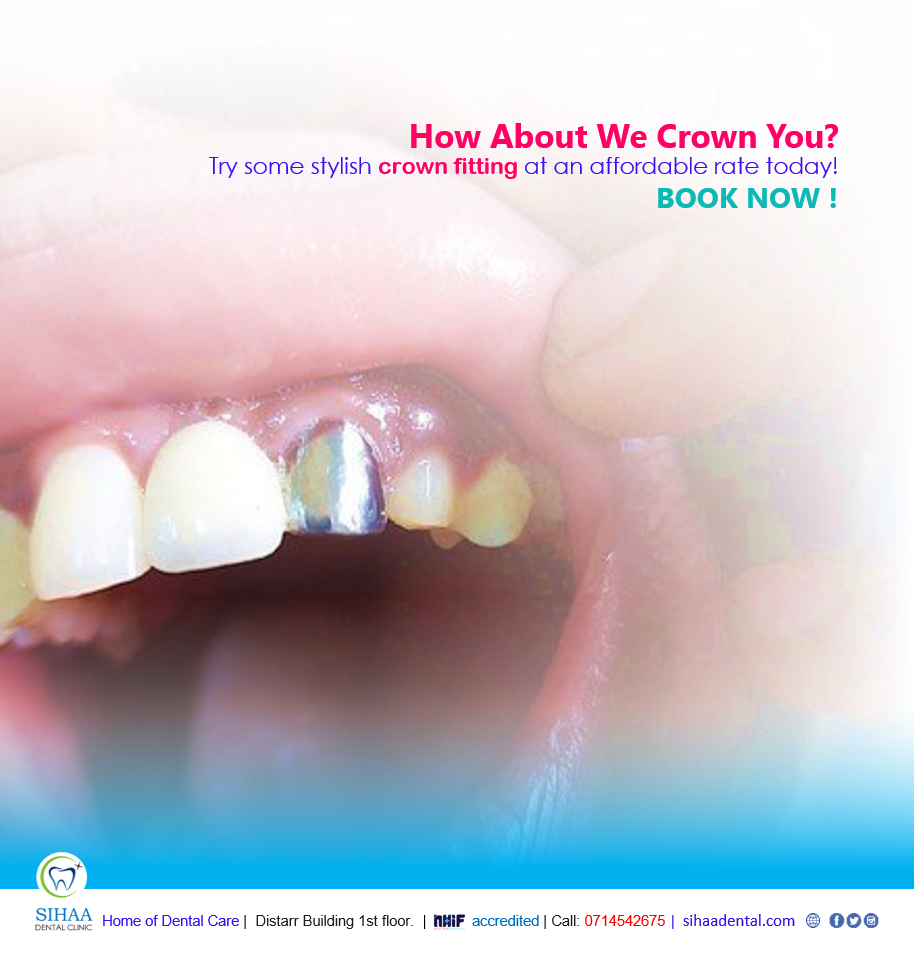 How About We Crown You?
Try some stylish crown fitting at an affordable rate today!
BOOK NOW !
SIHAA
DENTAL CLINIC
Home of Dental Care | Distarr Building 1st floor. | NHIF accredited | Call: 0714542675 | sihaadental.com